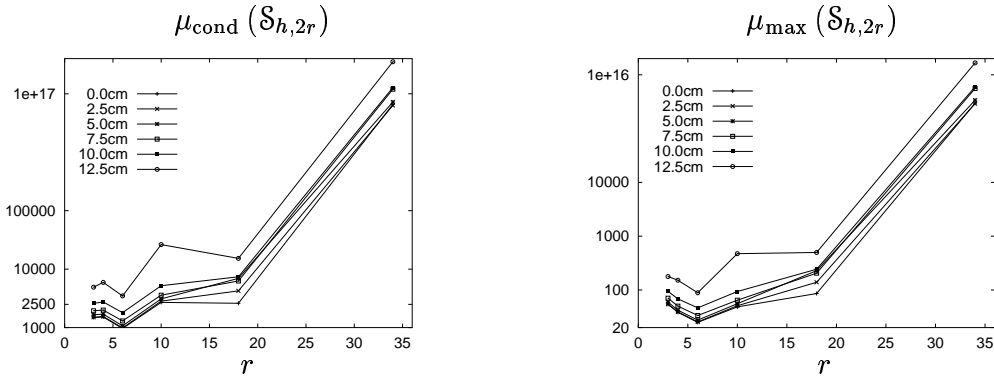 μcond (Sh,2r)
1e+17
100000
10000
2500
1000
0.0cm
2.5cm
5.0cm
7.5cm
10.0cm
12.5cm
0 5 10 15 20 25 30 35
r
μmax (Sh,2r)
1e+16
10000
1000
100
20
0.0cm
2.5cm
5.0cm
7.5cm
10.0cm
12.5cm
0 5 10 15 20 25 30 35
r